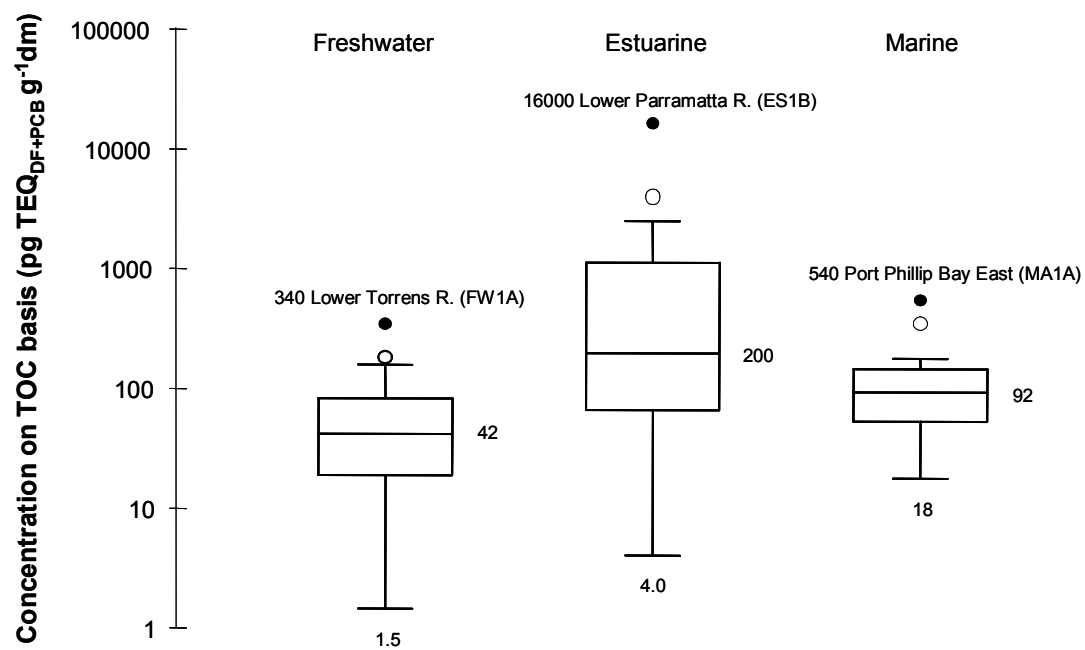 Concentration on TOC basis (pg TEQDF+PCB g-1dm)
100000
10000
1000
100
10
1
Freshwater
Estuarine
Marine
16000 Lower Parramatta R. (ES1B)
540 Port Phillip Bay East (MA1A)
340 Lower Torrens R. (FW1A)
200
92
42
18
4.0
1.5